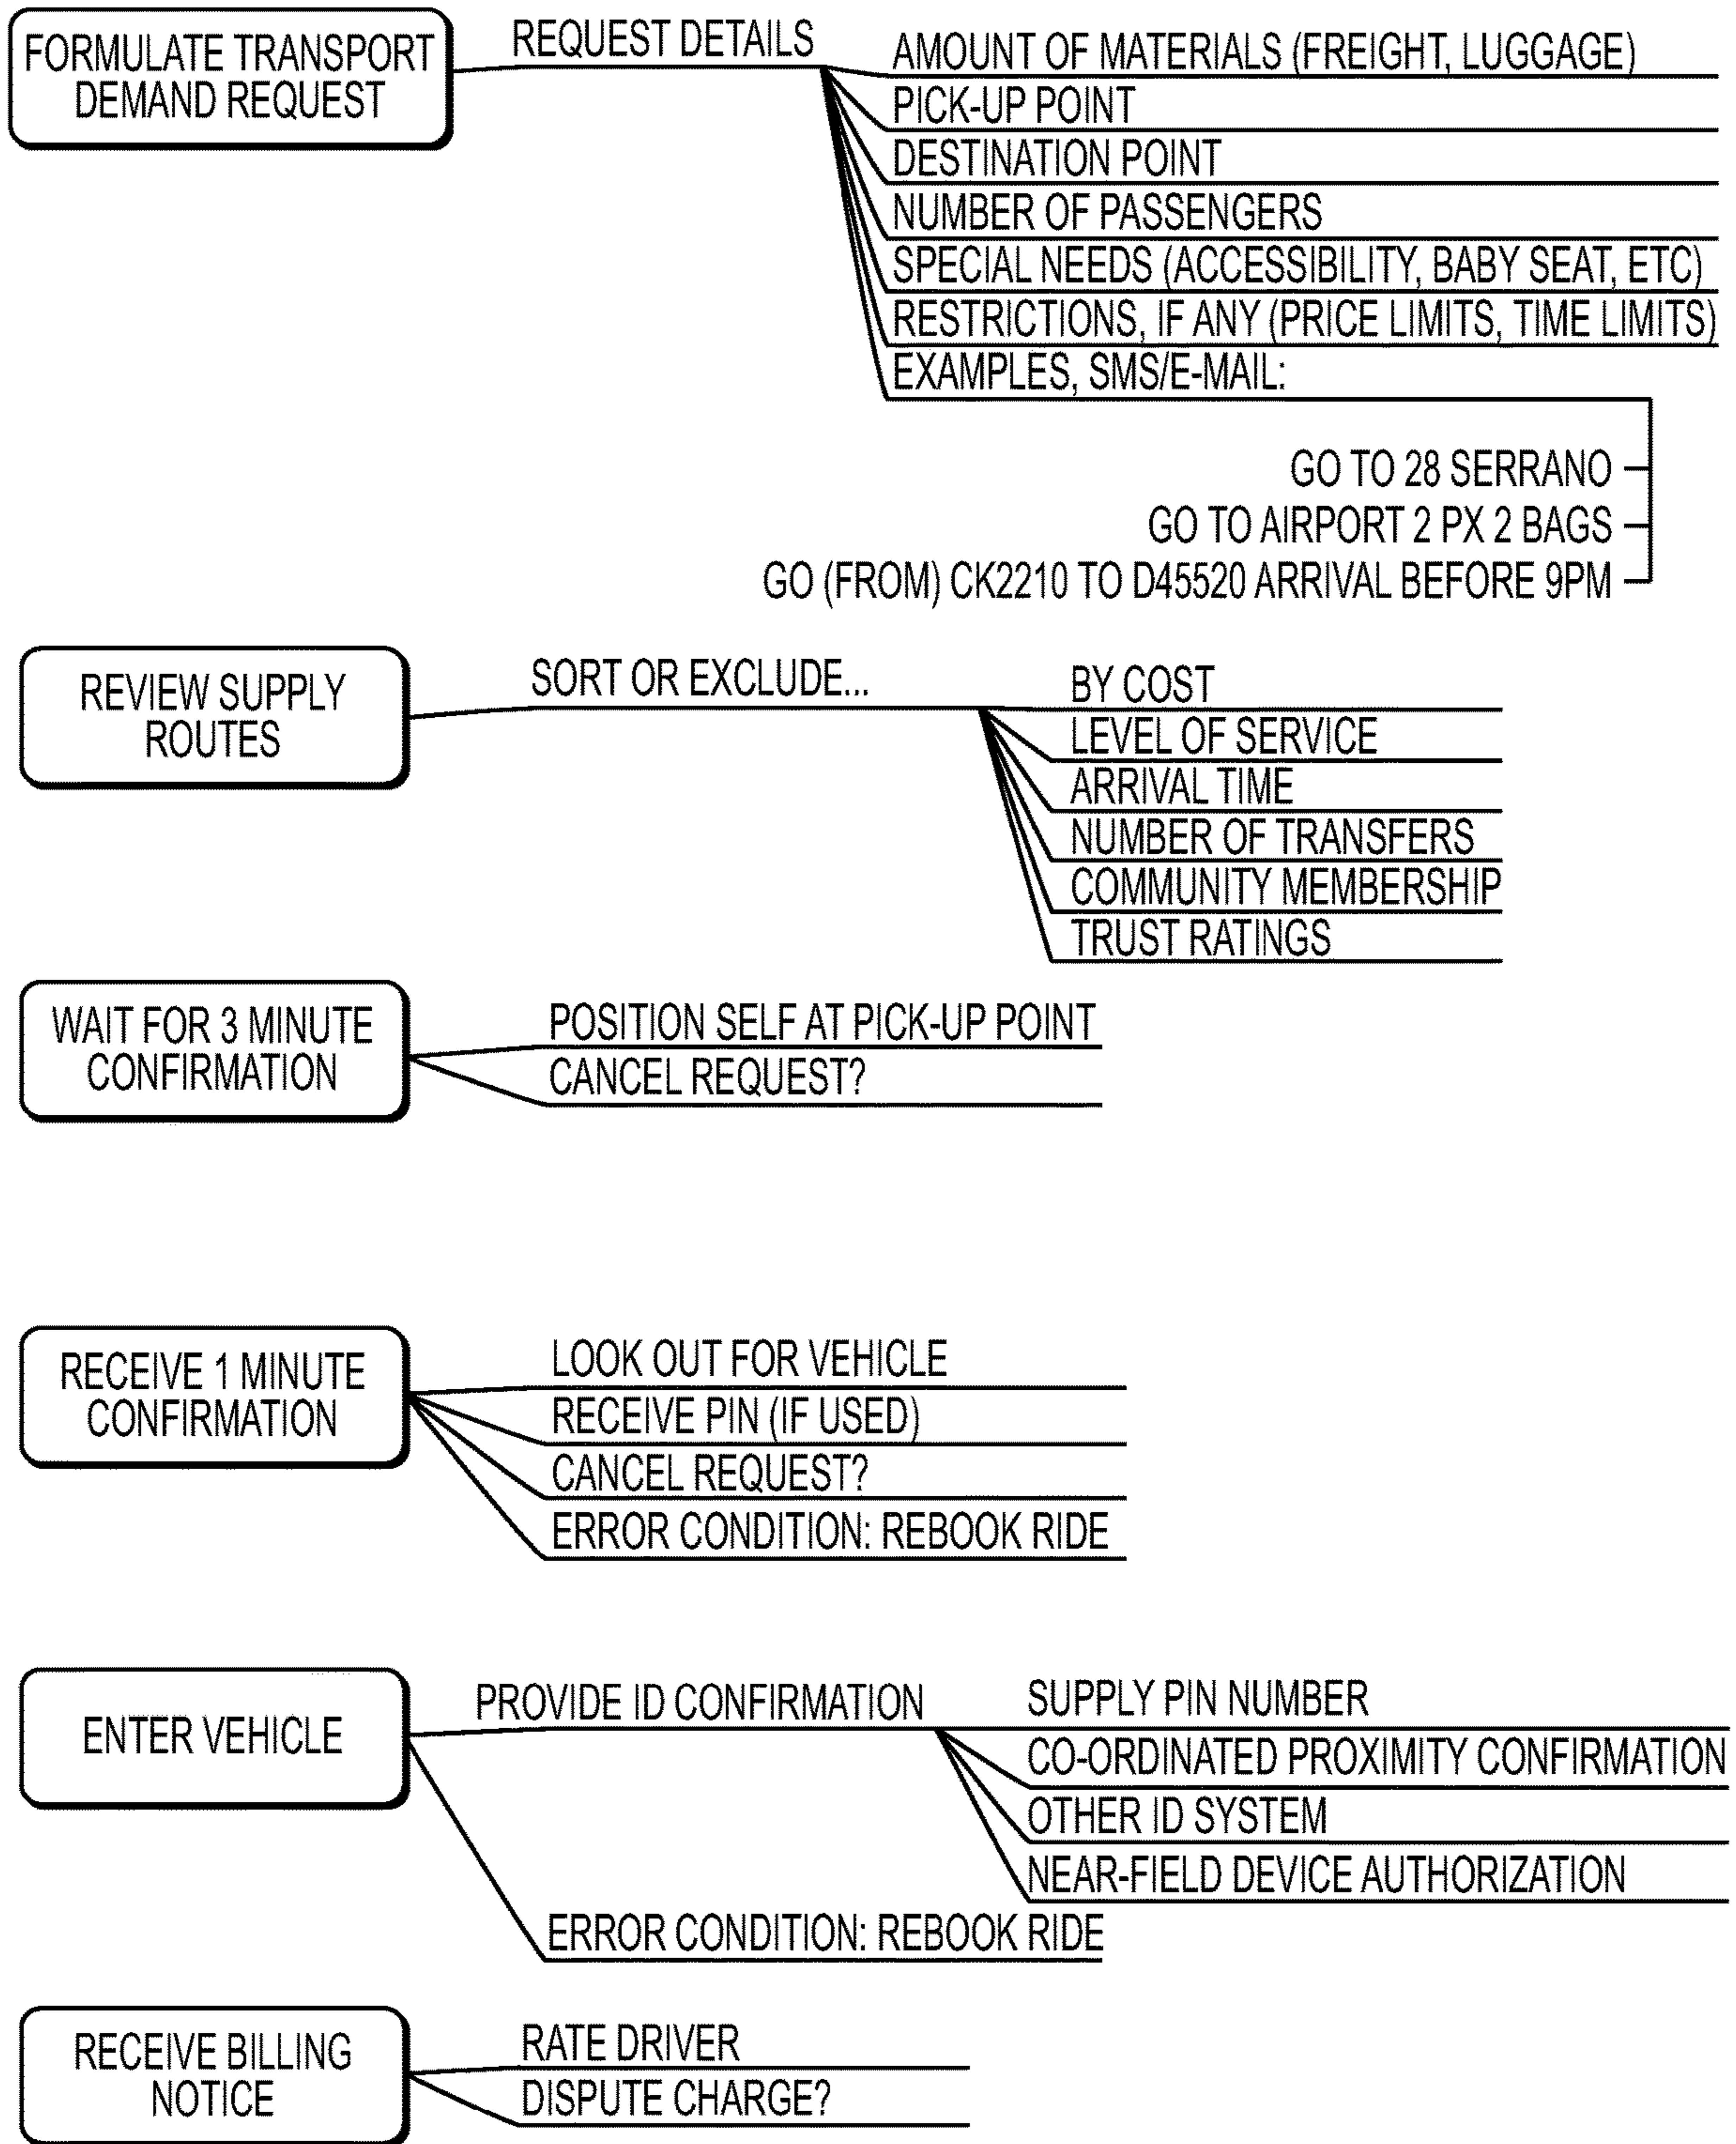 FORMULATE TRANSPORT
DEMAND REQUEST
REQUEST DETAILS
AMOUNT OF MATERIALS (FREIGHT, LUGGAGE)
PICK-UP POINT
DESTINATION POINT
NUMBER OF PASSENGERS
SPECIAL NEEDS (ACCESSIBILITY, BABY SEAT, ETC)
RESTRICTIONS, IF ANY (PRICE LIMITS, TIME LIMITS)
EXAMPLES, SMS/E-MAIL:
GO TO 28 SERRANO
GO TO AIRPORT 2 PX 2 BAGS
GO (FROM) CK2210 TO D45520 ARRIVAL BEFORE 9PM
REVIEW SUPPLY
ROUTES
SORT OR EXCLUDE...
BY COST
LEVEL OF SERVICE
ARRIVAL TIME
NUMBER OF TRANSFERS
COMMUNITY MEMBERSHIP
TRUST RATINGS
WAIT FOR 3 MINUTE
CONFIRMATION
POSITION SELF AT PICK-UP POINT
CANCEL REQUEST?
RECEIVE 1 MINUTE
CONFIRMATION
LOOK OUT FOR VEHICLE
RECEIVE PIN (IF USED)
CANCEL REQUEST?
ERROR CONDITION: REBOOK RIDE
ENTER VEHICLE
PROVIDE ID CONFIRMATION
SUPPLY PIN NUMBER
CO-ORDINATED PROXIMITY CONFIRMATION
OTHER ID SYSTEM
NEAR-FIELD DEVICE AUTHORIZATION
ERROR CONDITION: REBOOK RIDE
RECEIVE BILLING
NOTICE
RATE DRIVER
DISPUTE CHARGE?